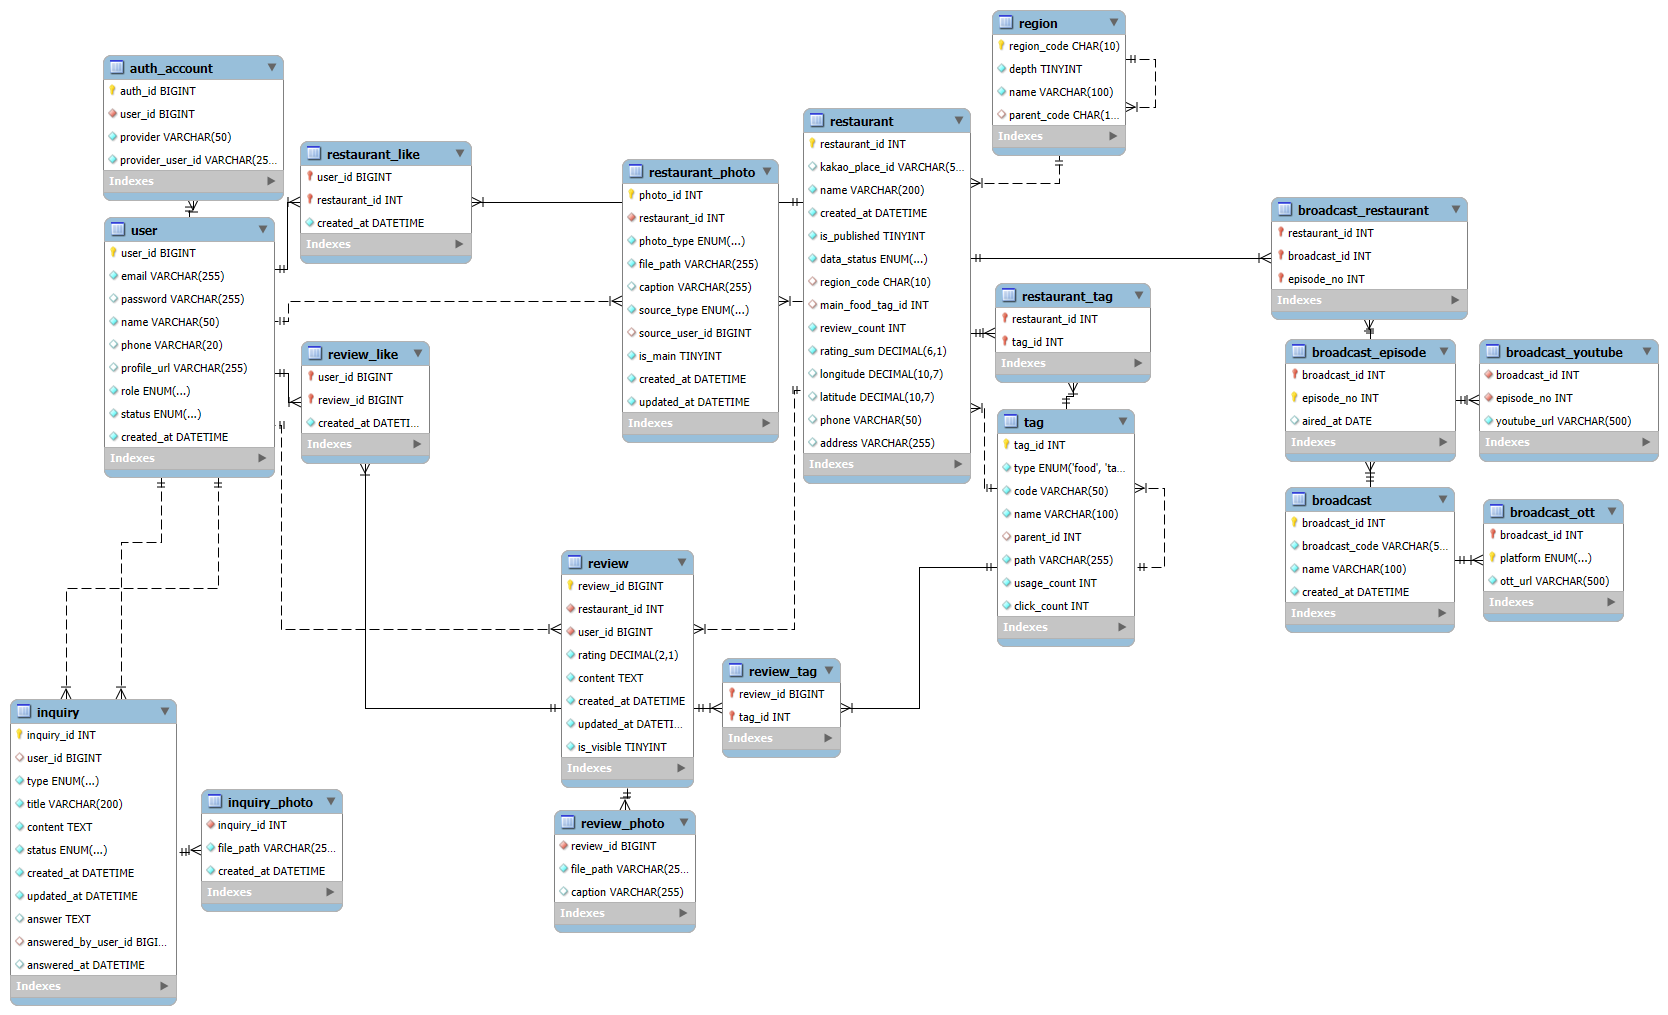 auth_account
auth_id BIGINT
user_id BIGINT
provider VARCHAR(50)
provider_user_id VARCHAR(25...
Indexes
user
user_id BIGINT
email VARCHAR(255)
password VARCHAR(255)
name VARCHAR(50)
phone VARCHAR(20)
profile_url VARCHAR(255)
role ENUM(...)
status ENUM(...)
created_at DATETIME
Indexes
restaurant_like
user_id BIGINT
restaurant_id INT
created_at DATETIME
Indexes
review_like
user_id BIGINT
review_id BIGINT
created_at DATETI...
Indexes
restaurant_photo
photo_id INT
restaurant_id INT
photo_type ENUM(...)
file_path VARCHAR(255)
caption VARCHAR(255)
source_type ENUM(...)
source_user_id BIGINT
is_main TINYINT
created_at DATETIME
updated_at DATETIME
Indexes
restaurant
restaurant_id INT
kakao_place_id VARCHAR(5...
name VARCHAR(200)
created_at DATETIME
is_published TINYINT
data_status ENUM(...)
region_code CHAR(10)
main_food_tag_id INT
review_count INT
rating_sum DECIMAL(6,1)
longitude DECIMAL(10,7)
latitude DECIMAL(10,7)
phone VARCHAR(50)
address VARCHAR(255)
Indexes
region
region_code CHAR(10)
depth TINYINT
name VARCHAR(100)
parent_code CHAR(1...
Indexes
restaurant_tag
restaurant_id INT
tag_id INT
Indexes
tag
tag_id INT
type ENUM('food', 'ta...
code VARCHAR(50)
name VARCHAR(100)
parent_id INT
path VARCHAR(255)
usage_count INT
click_count INT
Indexes
broadcast_restaurant
restaurant_id INT
broadcast_id INT
episode_no INT
Indexes
broadcast_episode
broadcast_id INT
episode_no INT
aired_at DATE
Indexes
broadcast_youtube
broadcast_id INT
episode_no INT
youtube_url VARCHAR(500)
Indexes
broadcast
broadcast_id INT
broadcast_code VARCHAR(5...
name VARCHAR(100)
created_at DATETIME
Indexes
broadcast_ott
broadcast_id INT
platform ENUM(...)
ott_url VARCHAR(500)
Indexes
review
review_id BIGINT
restaurant_id INT
user_id BIGINT
rating DECIMAL(2,1)
content TEXT
created_at DATETIME
updated_at DATETI...
is_visible TINYINT
Indexes
review_tag
review_id BIGINT
tag_id INT
Indexes
review_photo
review_id BIGINT
file_path VARCHAR(25...
caption VARCHAR(255)
Indexes
inquiry
inquiry_id INT
user_id BIGINT
type ENUM(...)
title VARCHAR(200)
content TEXT
status ENUM(...)
created_at DATETIME
updated_at DATETIME
answer TEXT
answered_by_user_id BIGI...
answered_at DATETIME
Indexes
inquiry_photo
inquiry_id INT
file_path VARCHAR(25...
created_at DATETIME
Indexes